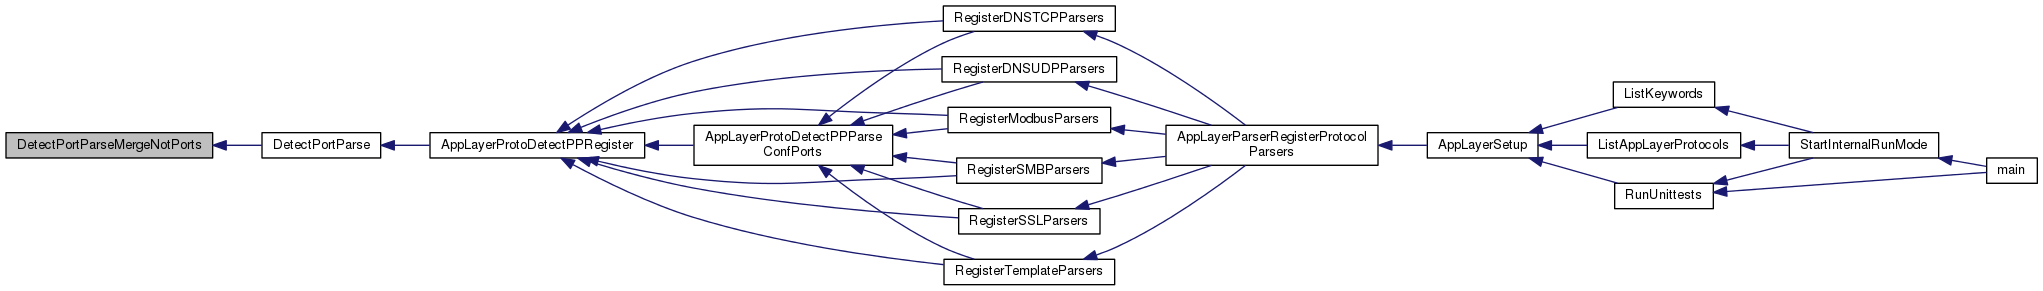 DetectPortParseMergeNotPorts
DetectPortParse
AppLayerProtoDetectPPRegister
AppLayerProtoDetectPPParse
ConfPorts
RegisterDNSTCPParsers
RegisterDNSUDPParsers
RegisterModbusParsers
RegisterSMBParsers
RegisterSSLParsers
RegisterTemplateParsers
AppLayerParserRegisterProtocol
Parsers
AppLayerSetup
ListKeywords
ListAppLayerProtocols
RunUnittests
StartInternalRunMode
main